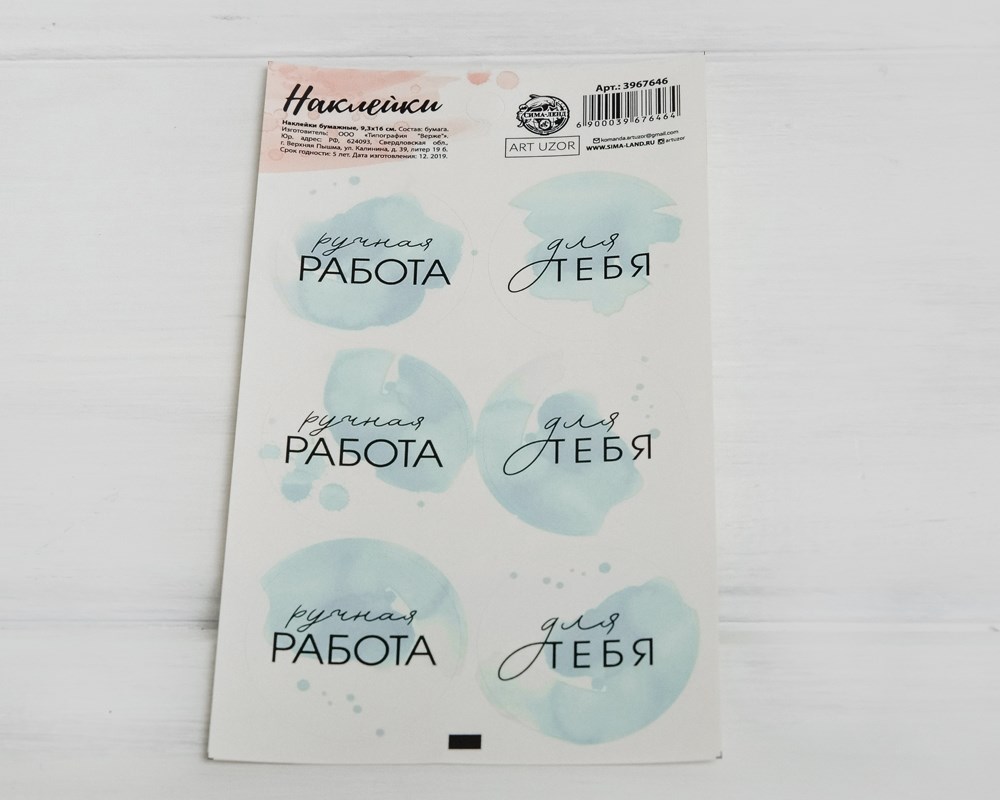 Наклейки
Наклейки бумажные, 9,3х16 см. Состав: бумага.
Изготовитель: ООО «Типография "Верже"».
Юр. адрес: РФ, 624093, Свердловская обл.,
г. Верхняя Пышма, ул. Калинина, д. 39, литер 19 б.
Срок годности: 5 лет. Дата изготовления: 12. 2019.
СИМА-ЛЕНД
ART UZOR
Арт.: 3967646
6 900039 676464
komanda.artuzor@gmail.com
WWW.SIMA-LAND.RU artuzor
ручная
РАБОТА
для
ТЕБЯ
ручная
РАБОТА
для
ТЕБЯ
ручная
РАБОТА
для
ТЕБЯ